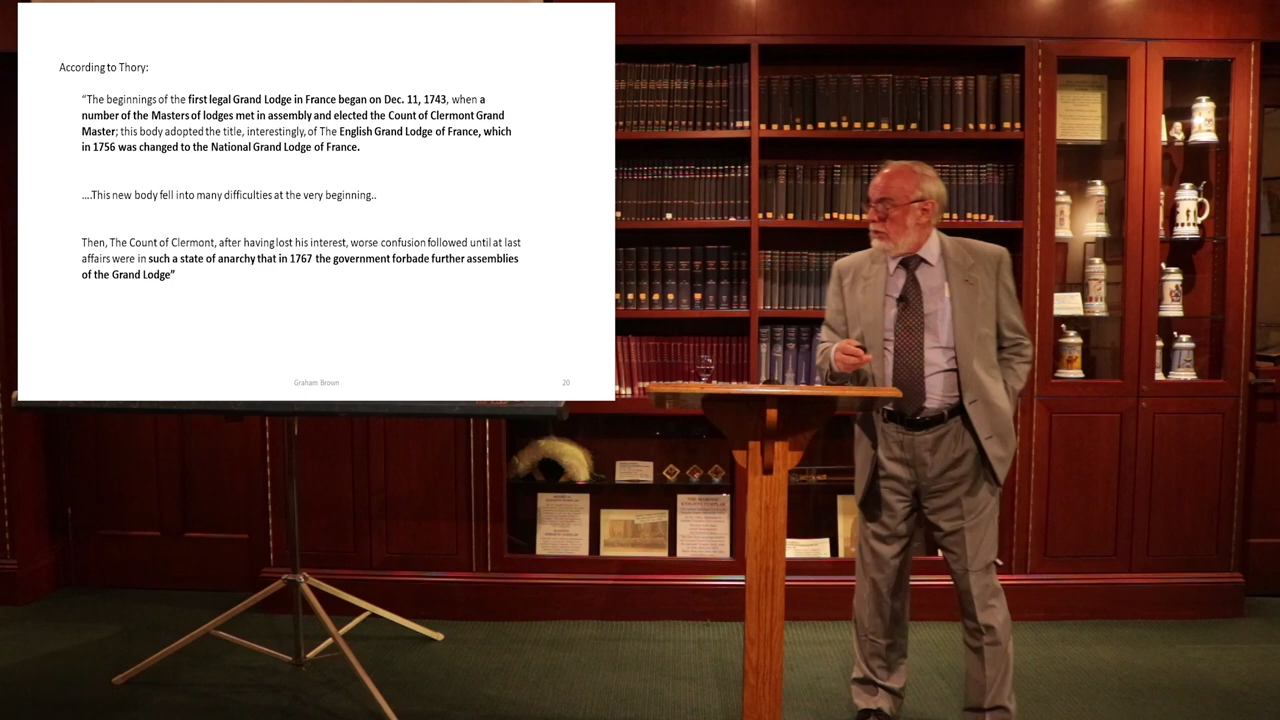 According to Thory:
“The beginnings of the first legal Grand Lodge in France began on Dec. 11, 1743, when a
number of the Masters of lodges met in assembly and elected the Count of Clermont Grand
Master; this body adopted the title, interestingly, of The English Grand Lodge of France, which
in 1756 was changed to the National Grand Lodge of France.
....This new body fell into many difficulties at the very beginning..
Then, The Count of Clermont, after having lost his interest, worse confusion followed until at last
affairs were in such a state of anarchy that in 1767 the government forbade further assemblies
of the Grand Lodge”
Graham Brown
20